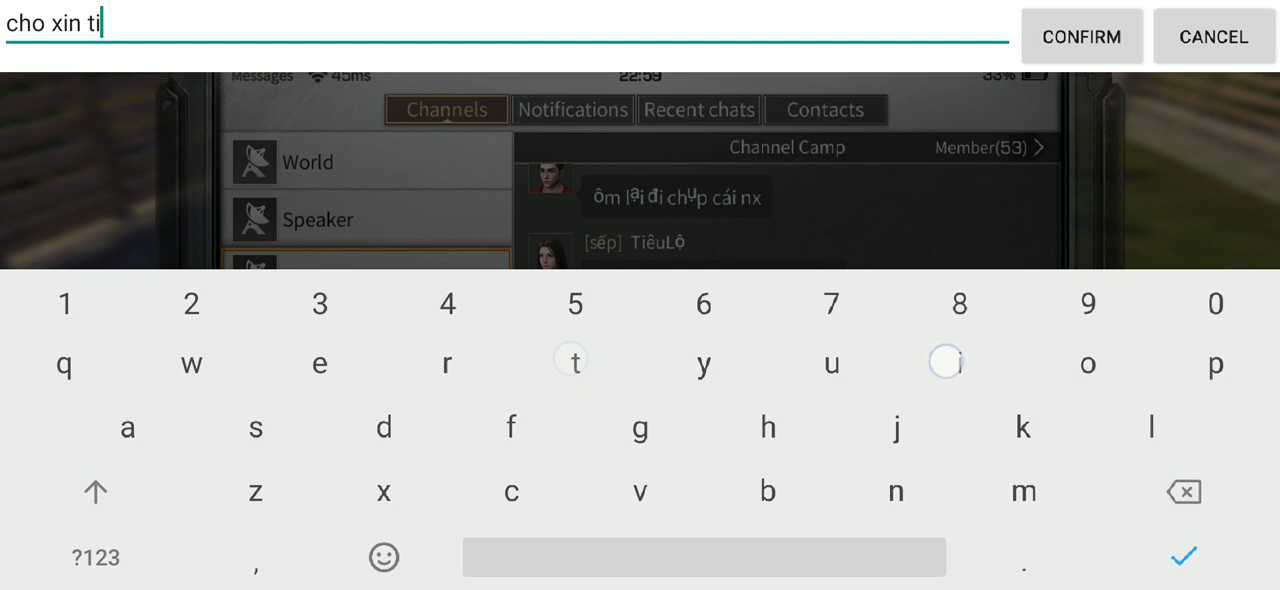 cho xin ti
CONFIRM
CANCEL
Messages 45ms
22:59
33%
Channels
Notifications
Recent chats
Contacts
World
Speaker
Channel Camp
Member(53)
ôm lại đi chụp cái nx
[sếp] TiêuLộ
1 2 3 4 5 6 7 8 9 0
q w e r t y u i o p
a s d f g h j k l
z x c v b n m
?123 , .